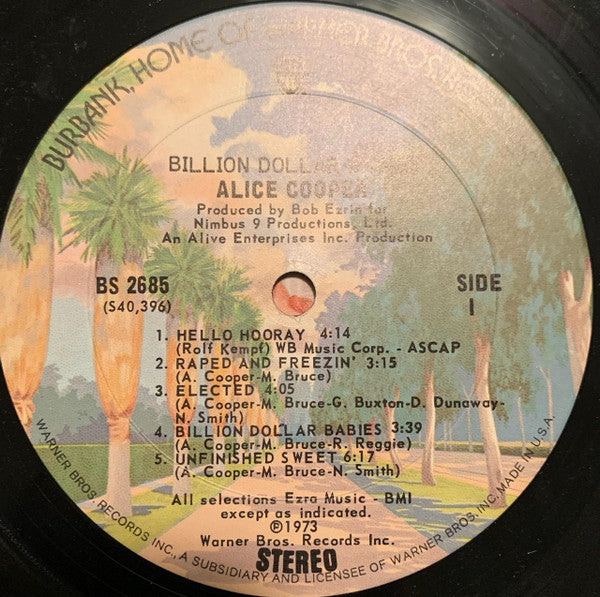 BURBANK, HOME OF WARNER BROS.
BILLION DOLLAR
ALICE COOPER
Produced by Bob Ezrin for
Nimbus 9 Productions, Ltd.
An Alive Enterprises Inc. Production
BS 2685
(S40,396)
SIDE
1
1. HELLO HOORAY 4:14
(Rolf Kempf) WB Music Corp. - ASCAP
2. RAPED AND FREEZIN' 3:15
(A. Cooper-M. Bruce)
3. ELECTED 4:05
(A. Cooper-M. Bruce-G. Buxton-D. Dunaway-
N. Smith)
4. BILLION DOLLAR BABIES 3:39
(A. Cooper-M. Bruce-R. Reggie)
5. UNFINISHED SWEET 6:17
(A. Cooper-M. Bruce-N. Smith)
All selections Ezra Music - BMI
except as indicated.
©1973
Warner Bros. Records Inc.
STEREO
WARNER BROS. RECORDS INC., A SUBSIDIARY AND LICENSEE OF WARNER BROS. INC. MADE IN U.S.A.